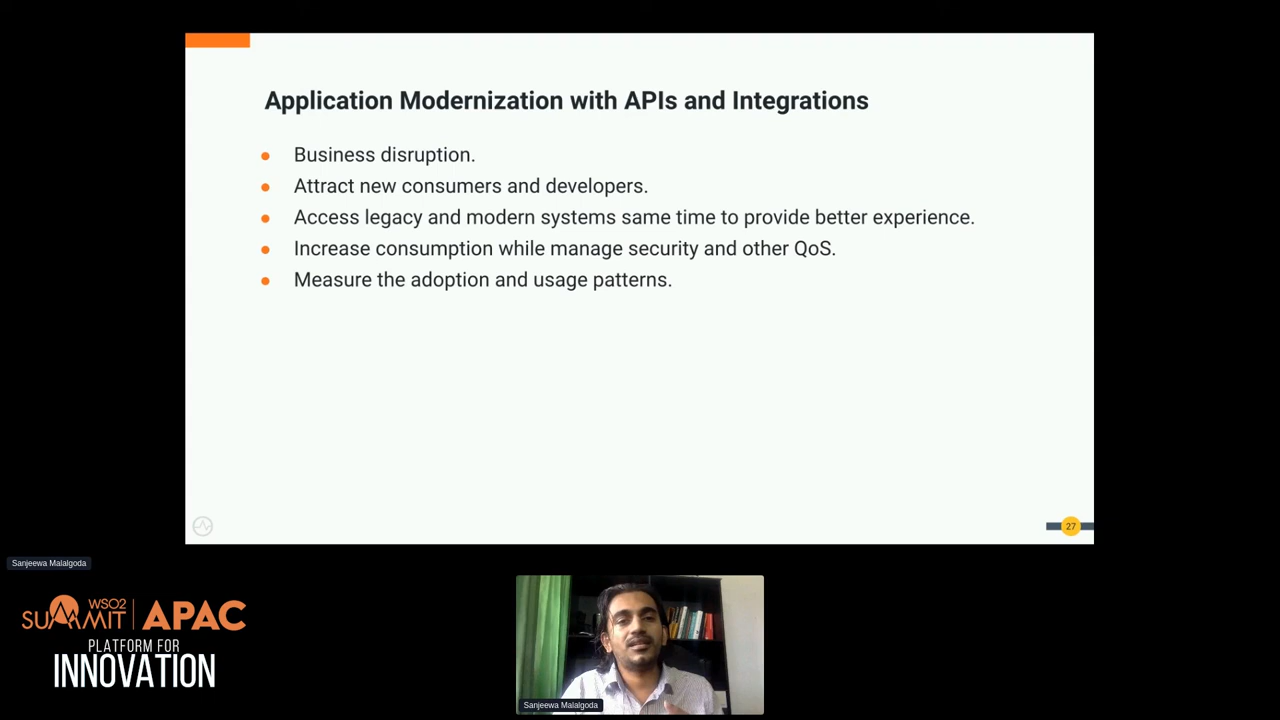 Application Modernization with APIs and Integrations
Business disruption.
Attract new consumers and developers.
Access legacy and modern systems same time to provide better experience.
Increase consumption while manage security and other QoS.
Measure the adoption and usage patterns.
27
Sanjeewa Malalgoda
WSO2
SUMMIT APAC
PLATFORM FOR
INNOVATION
Sanjeewa Malalgoda